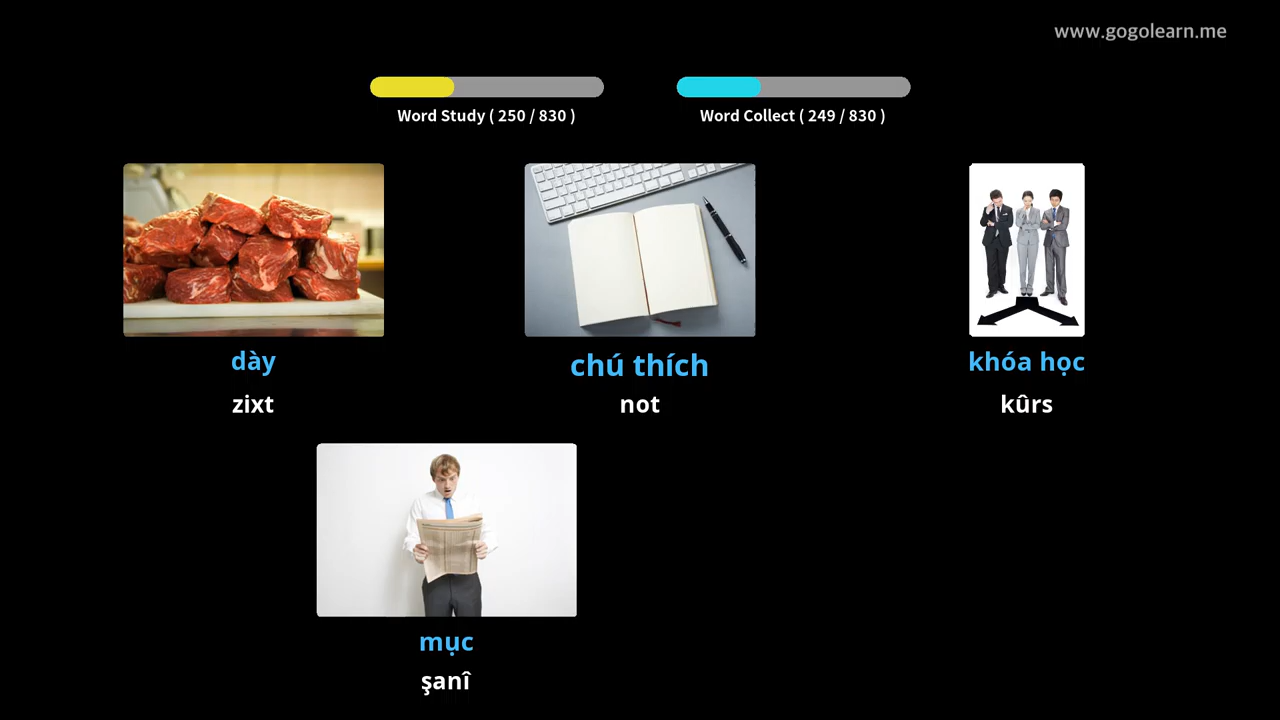 www.gogolearn.me
Word Study ( 250 / 830 )
Word Collect ( 249 / 830 )
dày
zixt
chú thích
not
khóa học
kûrs
mục
şanî